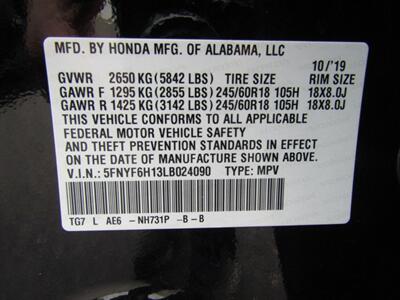 MFD. BY HONDA MFG. OF ALABAMA, LLC
10/'19
GVWR 2650 KG (5842 LBS) TIRE SIZE RIM SIZE
GAWR F 1295 KG (2855 LBS) 245/60R18 105H 18X8.0J
GAWR R 1425 KG (3142 LBS) 245/60R18 105H 18X8.0J
THIS VEHICLE CONFORMS TO ALL APPLICABLE
FEDERAL MOTOR VEHICLE SAFETY
AND THEFT PREVENTION STANDARDS IN EFFECT
ON THE DATE OF MANUFACTURE SHOWN ABOVE.
V.I.N.: 5FNYF6H13LB024090 TYPE: MPV
TG7 L AE6 -NH731P -B -B